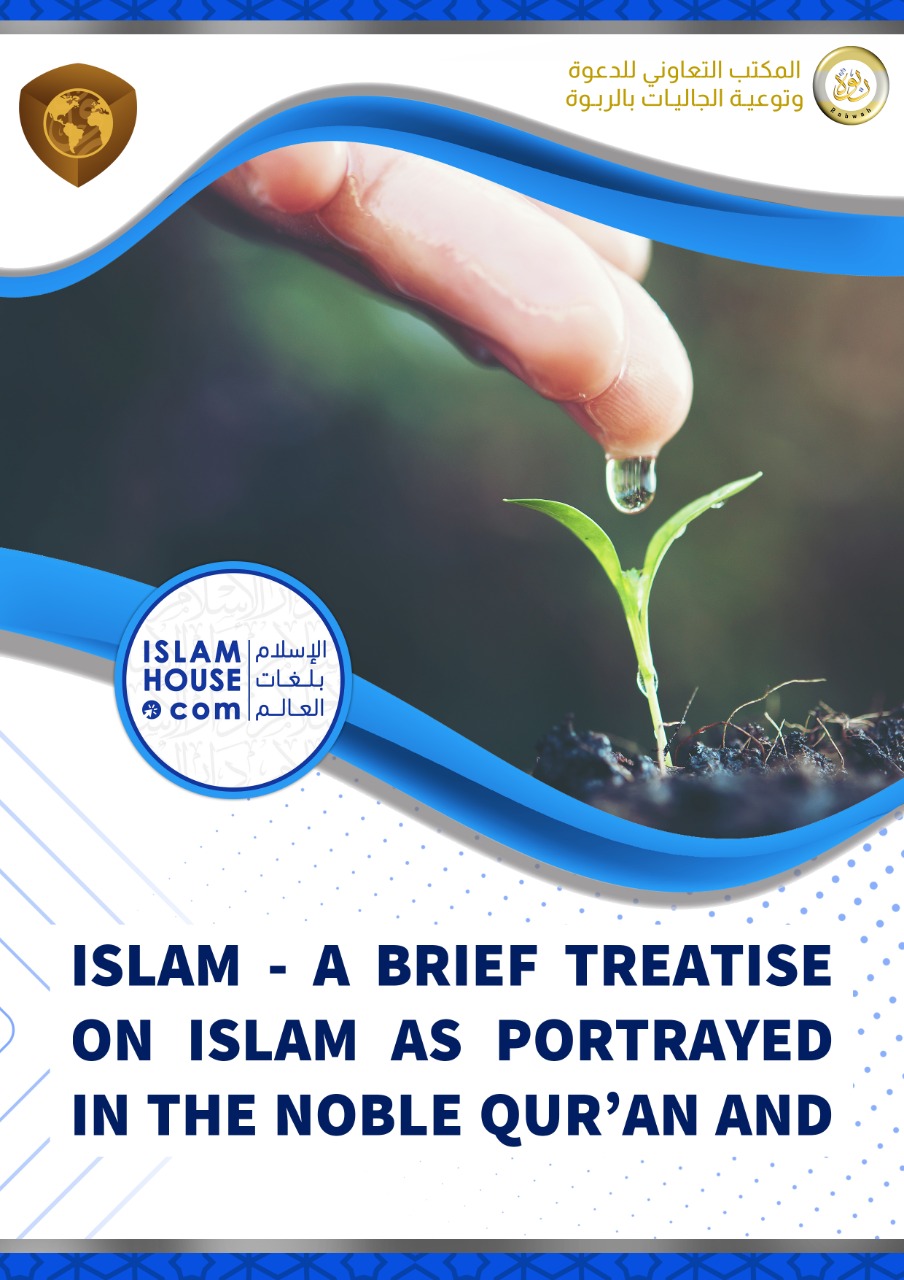 المكتب التعاوني للدعوة
وتوعية الجاليات بالربوة
Rabwah
ISLAM
HOUSE
com
الإسلام
بلغات
العالم
ISLAM - A BRIEF TREATISE
ON ISLAM AS PORTRAYED
IN THE NOBLE QUR’AN AND